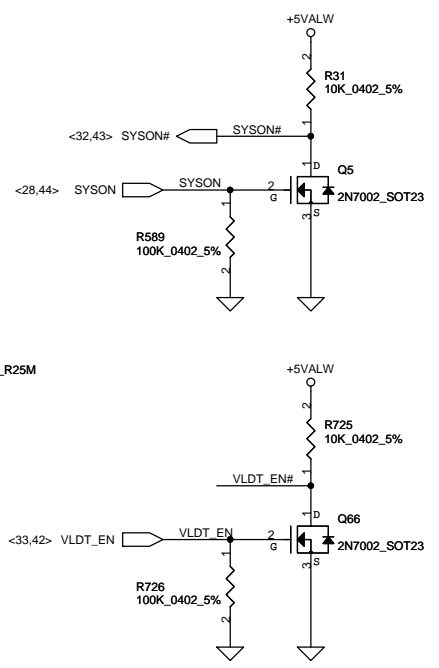 +5VALW
2
R31
10K_0402_5%
1
<32,43> SYSON# SYSON#
1 D
Q5
<28,44> SYSON SYSON 2
G
2N7002_SOT23
1
3 S
R589
100K_0402_5%
2
_R25M
+5VALW
2
R725
10K_0402_5%
1
VLDT_EN#
1 D
Q66
<33,42> VLDT_EN VLDT_EN 2
G
2N7002_SOT23
1
3 S
R726
100K_0402_5%
2